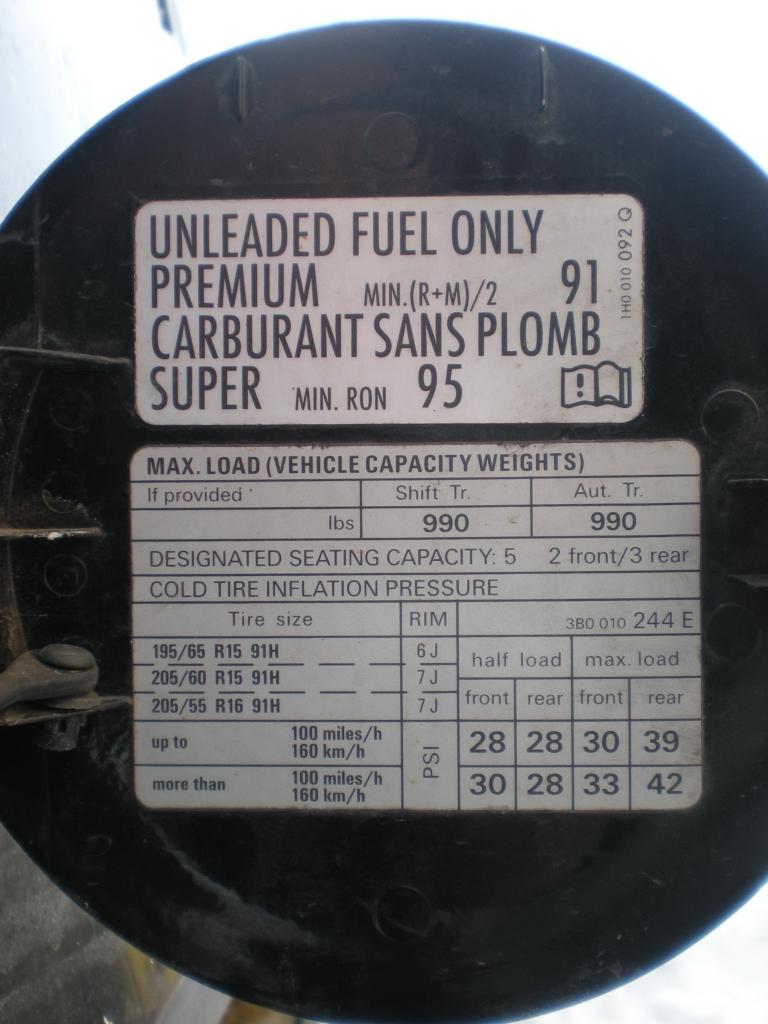 UNLEADED FUEL ONLY
PREMIUM MIN.(R+M)/2 91
CARBURANT SANS PLOMB
SUPER MIN. RON 95
1H0 010 092 Q
MAX. LOAD (VEHICLE CAPACITY WEIGHTS)
If provided Shift Tr. Aut. Tr.
lbs 990 990
DESIGNATED SEATING CAPACITY: 5 2 front/3 rear
COLD TIRE INFLATION PRESSURE
Tire size RIM 3B0 010 244 E
195/65 R15 91H 6 J
205/60 R15 91H 7 J
205/55 R16 91H 7 J
half load max. load
front rear front rear
up to 100 miles/h
160 km/h
PSI
28 28 30 39
more than 100 miles/h
160 km/h
30 28 33 42